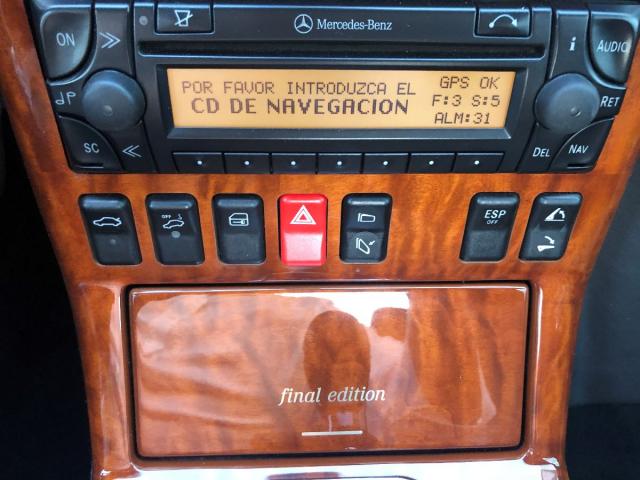 Mercedes-Benz
ON
i
AUDIO
POR FAVOR INTRODUZCA EL
CD DE NAVEGACION
GPS OK
F:3 S:5
ALM:31
RET
SC
DEL
NAV
OFF
ESP
OFF
final edition